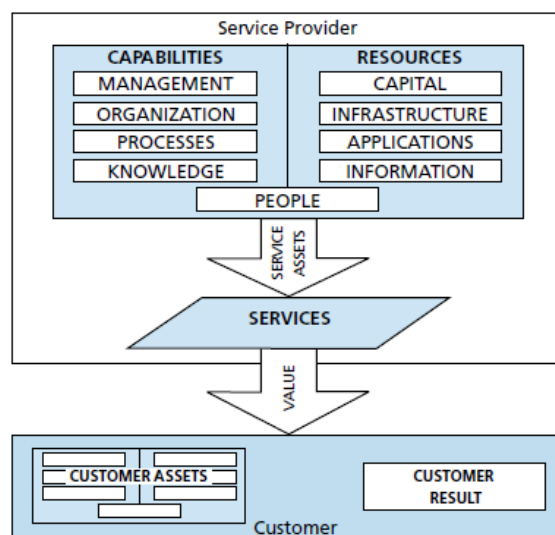 Service Provider
CAPABILITIES
MANAGEMENT
ORGANIZATION
PROCESSES
KNOWLEDGE
RESOURCES
CAPITAL
INFRASTRUCTURE
APPLICATIONS
INFORMATION
PEOPLE
SERVICE
ASSETS
SERVICES
VALUE
CUSTOMER ASSETS
CUSTOMER
RESULT
Customer